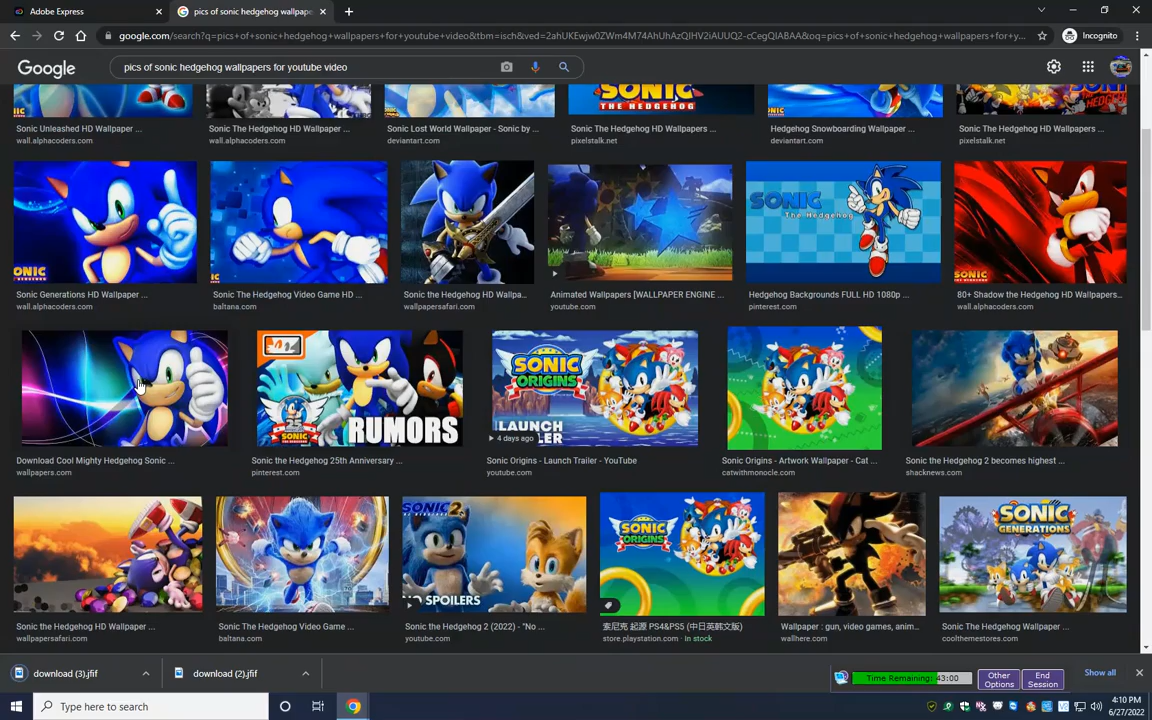 Adobe Express
pics of sonic hedgehog wallpape
google.com/search?q=pics+of+sonic+hedgehog+wallpapers+for+youtube+video&tbm=isch&ved=2ahUKEwjw0ZWm4M74AhUhAzQIHV2iAUUQ2-cCegQIABAA&oq=pics+of+sonic+hedgehog+wallpapers+for+y...
Incognito
Google
pics of sonic hedgehog wallpapers for youtube video
SONIC
THE HEDGEHOG
Sonic Unleashed HD Wallpaper ...
Sonic The Hedgehog HD Wallpaper ...
Sonic Lost World Wallpaper - Sonic by ...
Sonic The Hedgehog HD Wallpapers ...
Hedgehog Snowboarding Wallpaper ...
Sonic The Hedgehog HD Wallpapers ...
wall.alphacoders.com
wall.alphacoders.com
deviantart.com
pixelstalk.net
deviantart.com
pixelstalk.net
SONIC
The Hedgehog
Sonic Generations HD Wallpaper ...
Sonic The Hedgehog Video Game HD ...
Sonic the Hedgehog HD Wallpa...
Animated Wallpapers [WALLPAPER ENGINE ...
Hedgehog Backgrounds FULL HD 1080p ...
80+ Shadow the Hedgehog HD Wallpapers...
wall.alphacoders.com
baltana.com
wallpapersafari.com
youtube.com
pinterest.com
wall.alphacoders.com
RUMORS
SONIC
ORIGINS
LAUNCH
4 days ago
Download Cool Mighty Hedgehog Sonic ...
Sonic the Hedgehog 25th Anniversary ...
Sonic Origins - Launch Trailer - YouTube
Sonic Origins - Artwork Wallpaper - Cat ...
Sonic the Hedgehog 2 becomes highest ...
wallpapers.com
pinterest.com
youtube.com
catwithmonocle.com
shacknews.com
SONIC 2
NO SPOILERS
SONIC
ORIGINS
SONIC
GENERATIONS
Sonic the Hedgehog HD Wallpaper ...
Sonic The Hedgehog Video Game ...
Sonic the Hedgehog 2 (2022) - "No ...
索尼克 起源 PS4&PS5 (中日英韩文版)
Wallpaper : gun, video games, anim...
Sonic The Hedgehog Wallpaper ...
wallpapersafari.com
baltana.com
youtube.com
store.playstation.com · In stock
wallhere.com
coolthemestores.com
download (3).jfif
download (2).jfif
Time Remaining: 43:00
Other Options
End Session
Show all
Type here to search
4:10 PM
6/27/2022